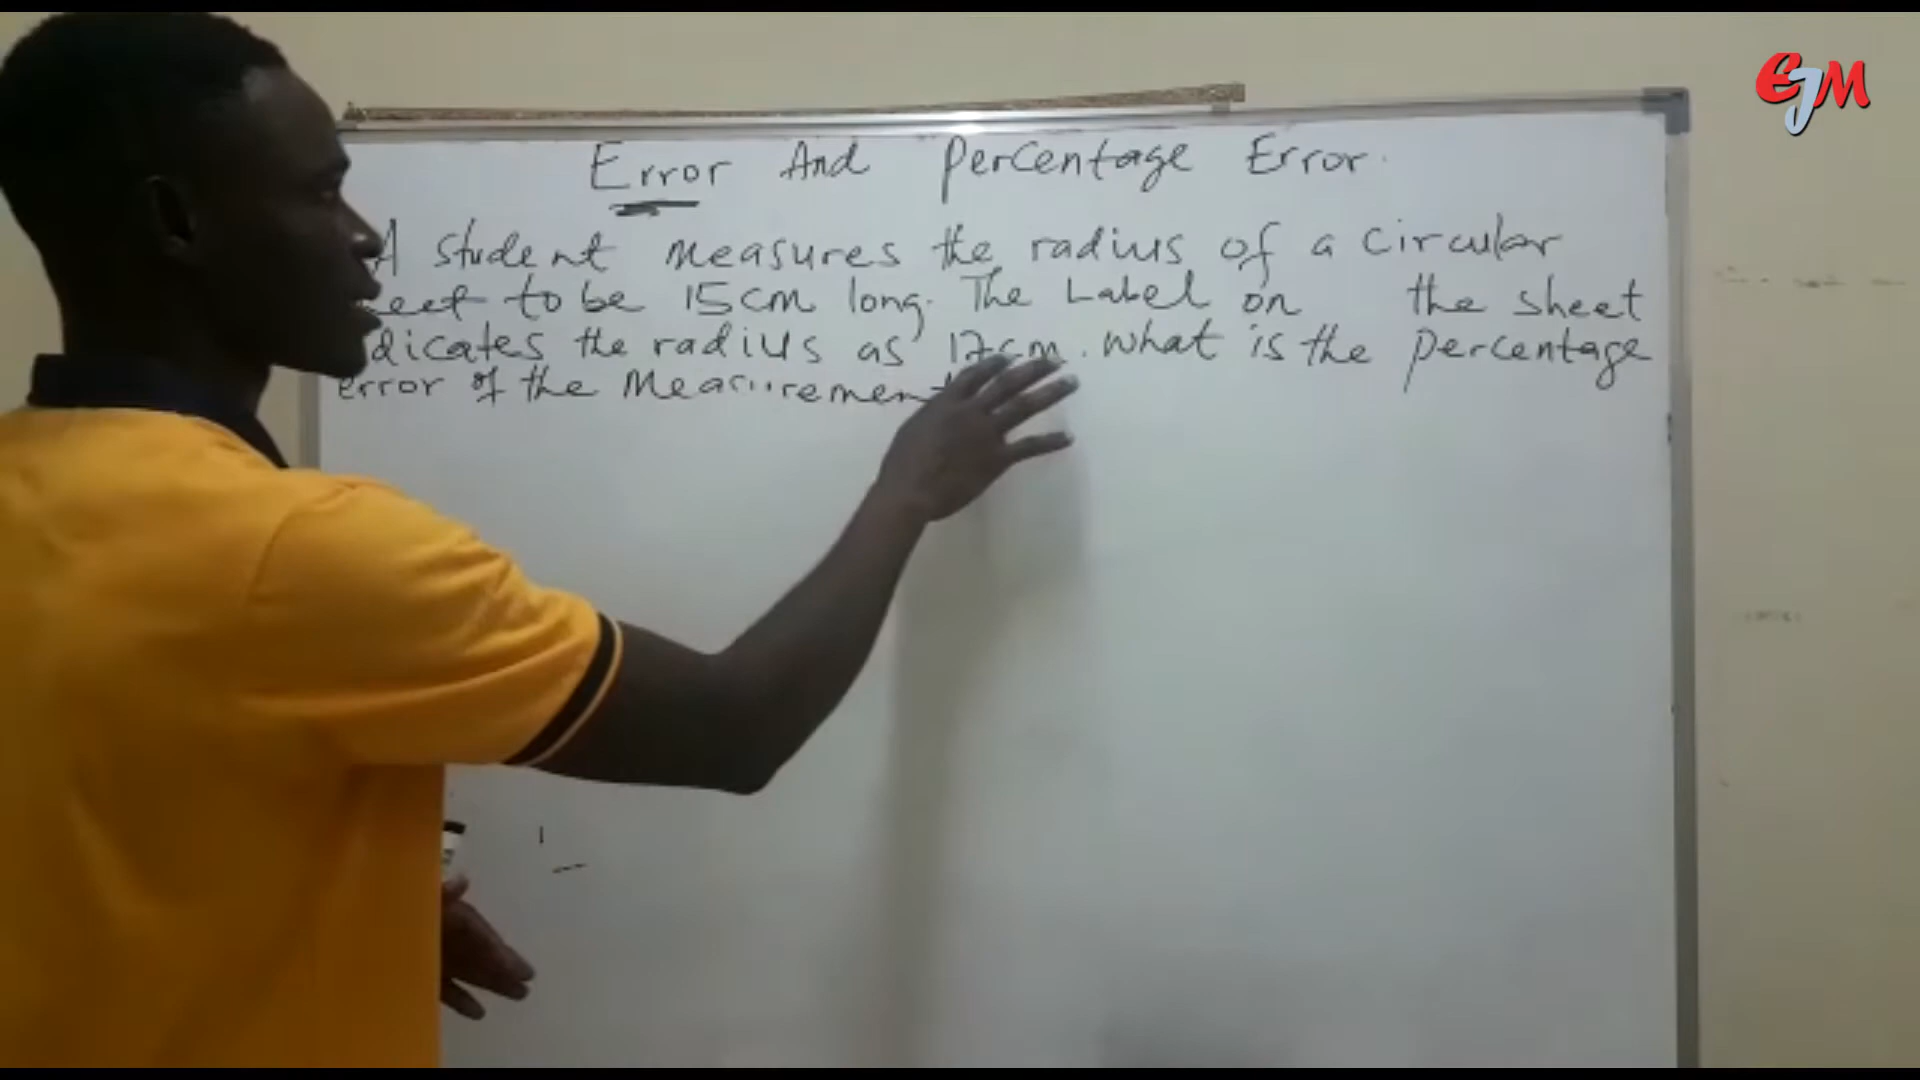 EJM
Error And Percentage Error
A student measures the radius of a Circular
to be 15cm long. The Label on the sheet
dicates the radius as 17cm. What is the Percentage
error of the Measurement